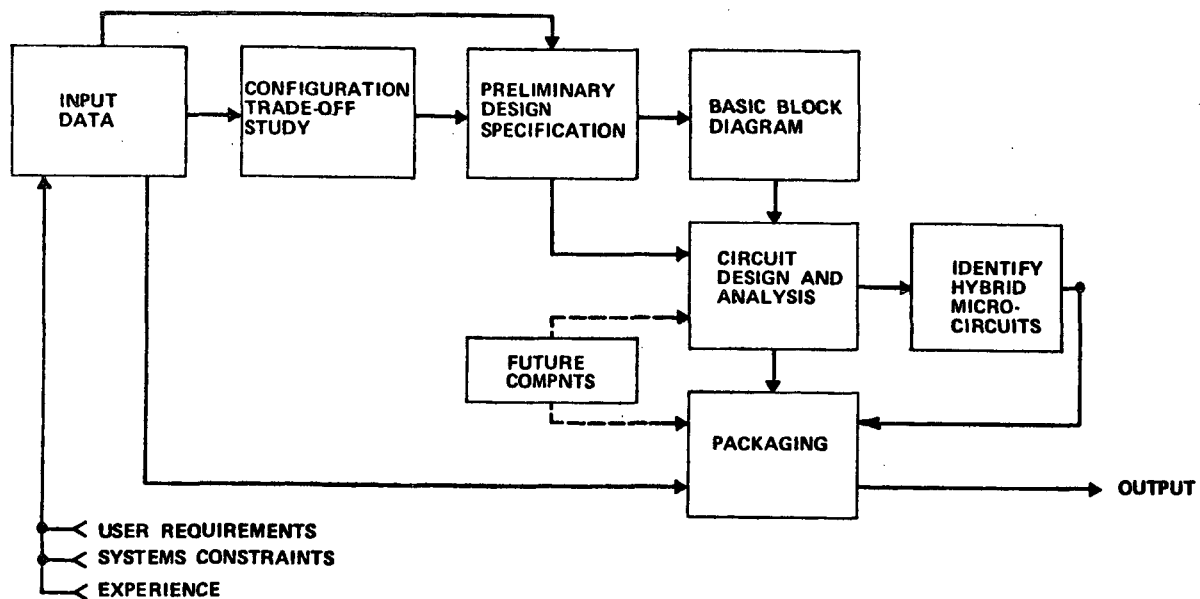 INPUT
DATA
CONFIGURATION
TRADE-OFF
STUDY
PRELIMINARY
DESIGN
SPECIFICATION
BASIC BLOCK
DIAGRAM
CIRCUIT
DESIGN AND
ANALYSIS
IDENTIFY
HYBRID
MICRO-
CIRCUITS
FUTURE
COMPNTS
PACKAGING
OUTPUT
USER REQUIREMENTS
SYSTEMS CONSTRAINTS
EXPERIENCE